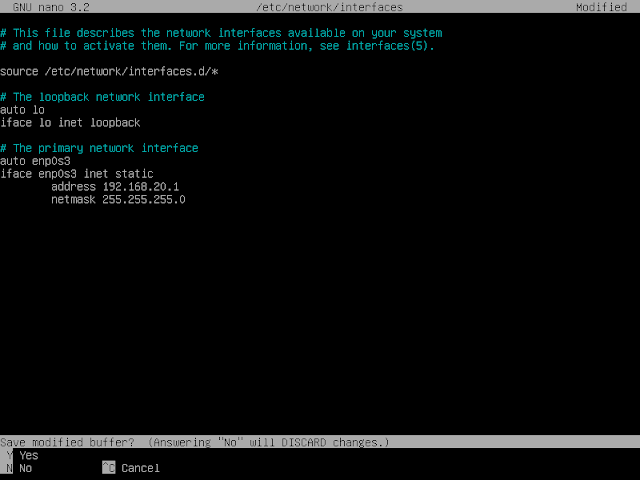 GNU nano 3.2 /etc/network/interfaces Modified
# This file describes the network interfaces available on your system
# and how to activate them. For more information, see interfaces(5).
source /etc/network/interfaces.d/*
# The loopback network interface
auto lo
iface lo inet loopback
# The primary network interface
auto enp0s3
iface enp0s3 inet static
address 192.168.20.1
netmask 255.255.255.0
Save modified buffer? (Answering "No" will DISCARD changes.)
Y Yes
N No ^C Cancel